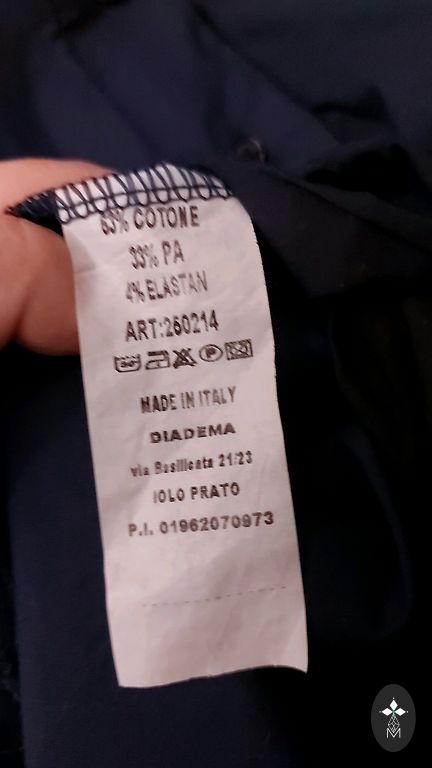 63% COTONE
33% PA
4% ELASTAN
ART:260214
MADE IN ITALY
DIADEMA
via Basilicata 21/23
IOLO PRATO
P.I. 01962070973
M